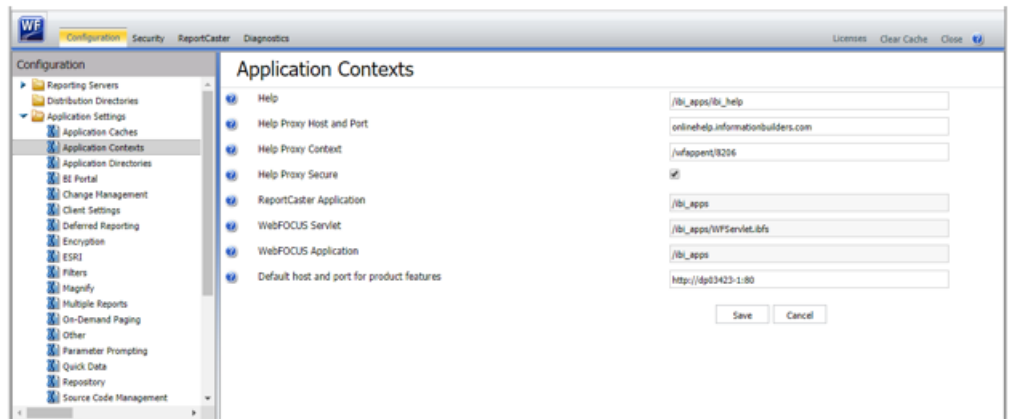 WF
Configuration Security ReportCaster Diagnostics Licenses Clear Cache Close
Configuration
Reporting Servers
Distribution Directories
Application Settings
Application Caches
Application Contexts
Application Directories
BI Portal
Change Management
Client Settings
Deferred Reporting
Encryption
ESRI
Filters
Magnify
Multiple Reports
On-Demand Paging
Other
Parameter Prompting
Quick Data
Repository
Source Code Management
Application Contexts
Help /ibi_apps/ibi_help
Help Proxy Host and Port onlinehelp.informationbuilders.com
Help Proxy Context /wfappent/8206
Help Proxy Secure
ReportCaster Application /ibi_apps
WebFOCUS Servlet /ibi_apps/WFServlet.ibfs
WebFOCUS Application /ibi_apps
Default host and port for product features http://dp03423-1:80
Save Cancel